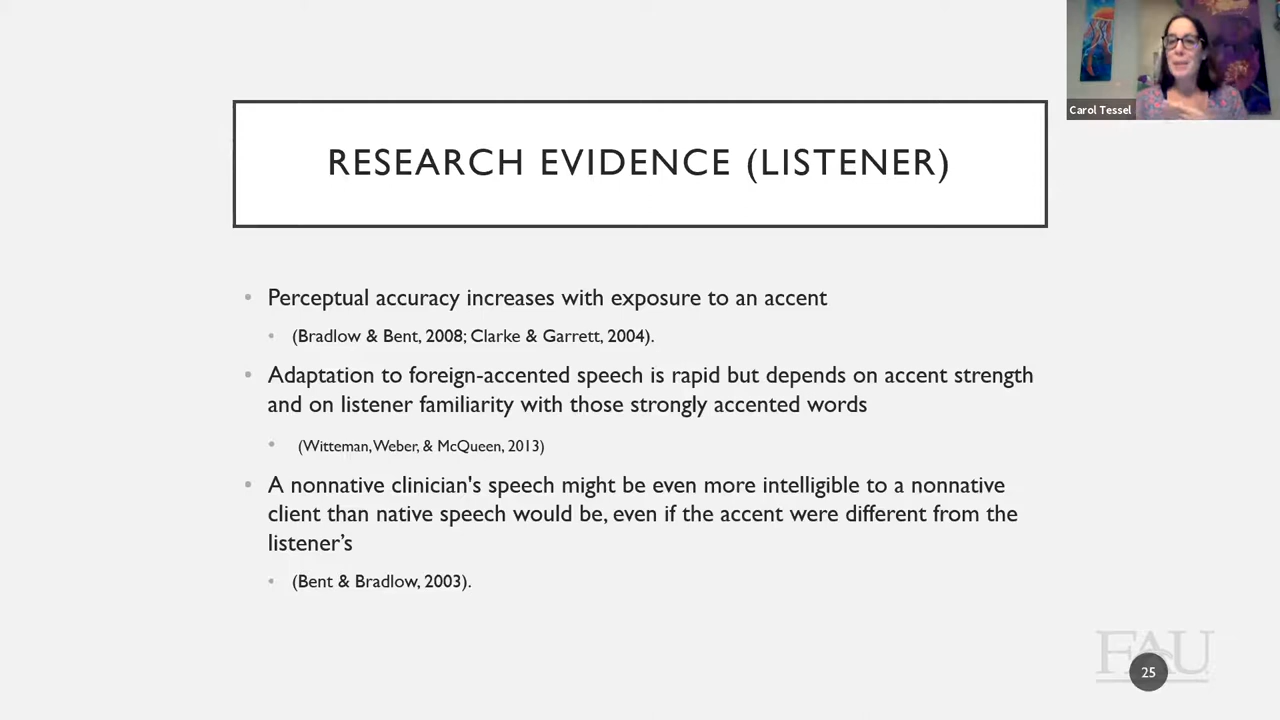 Carol Tessel
RESEARCH EVIDENCE (LISTENER)
• Perceptual accuracy increases with exposure to an accent
• (Bradlow & Bent, 2008; Clarke & Garrett, 2004).
• Adaptation to foreign-accented speech is rapid but depends on accent strength
and on listener familiarity with those strongly accented words
• (Witteman, Weber, & McQueen, 2013)
• A nonnative clinician's speech might be even more intelligible to a nonnative
client than native speech would be, even if the accent were different from the
listener’s
• (Bent & Bradlow, 2003).
FAU
25